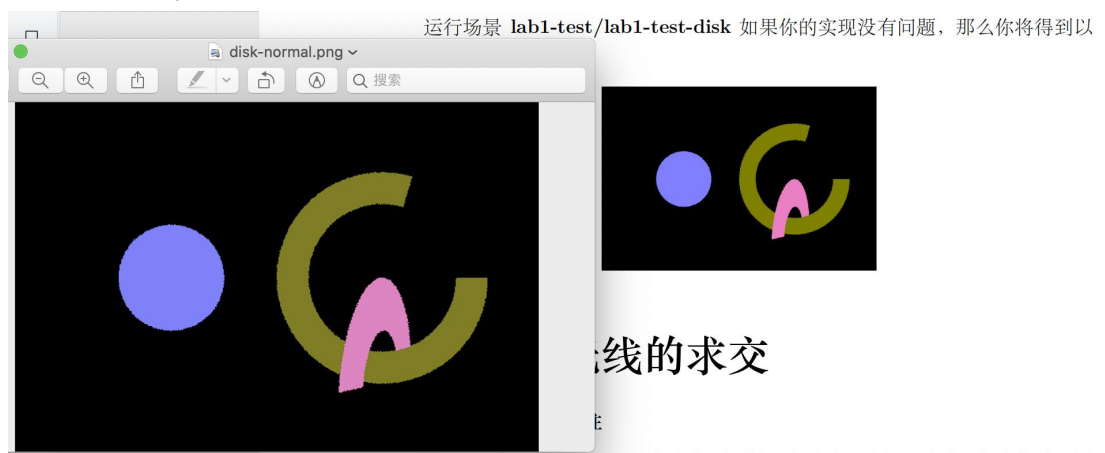 运行场景 lab1-test/lab1-test-disk 如果你的实现没有问题，那么你将得到以
disk-normal.png
搜索
线的求交